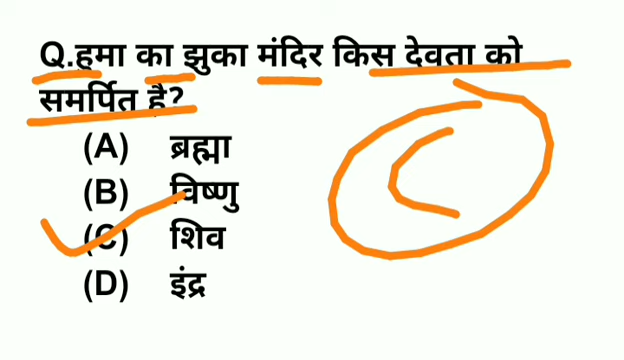 Q.हमा का झुका मंदिर किस देवता को
समर्पित है?
(A) ब्रह्मा
(B) विष्णु
(C) शिव
(D) इंद्र
C